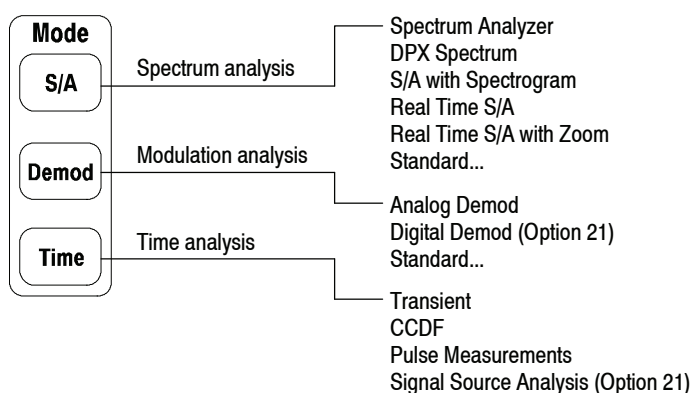 Mode
S/A
Spectrum analysis
Spectrum Analyzer
DPX Spectrum
S/A with Spectrogram
Real Time S/A
Real Time S/A with Zoom
Standard...
Demod
Modulation analysis
Analog Demod
Digital Demod (Option 21)
Standard...
Time
Time analysis
Transient
CCDF
Pulse Measurements
Signal Source Analysis (Option 21)